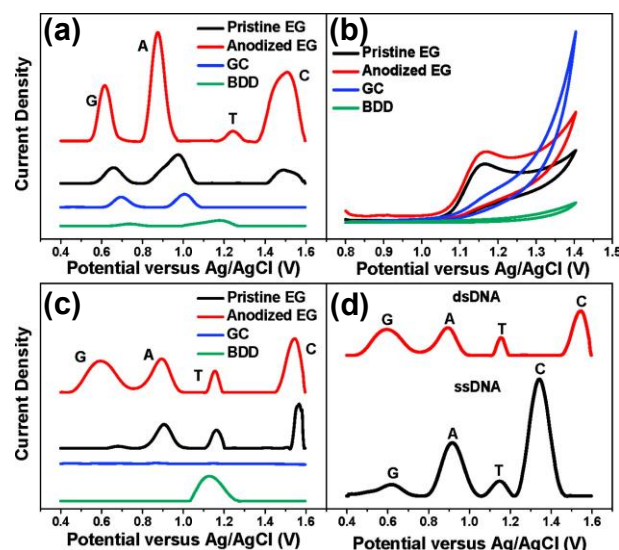 (a)
Pristine EG
Anodized EG
GC
BDD
G
A
T
C
Current Density
0.4 0.6 0.8 1.0 1.2 1.4 1.6
Potential versus Ag/AgCl (V)
(b)
Pristine EG
Anodized EG
GC
BDD
0.8 0.9 1.0 1.1 1.2 1.3 1.4 1.5
Potential versus Ag/AgCl (V)
(c)
Pristine EG
Anodized EG
GC
BDD
G
A
T
C
Current Density
0.4 0.6 0.8 1.0 1.2 1.4 1.6
Potential versus Ag/AgCl (V)
(d)
dsDNA
G A T C
ssDNA
G A T C
0.4 0.6 0.8 1.0 1.2 1.4 1.6
Potential versus Ag/AgCl (V)